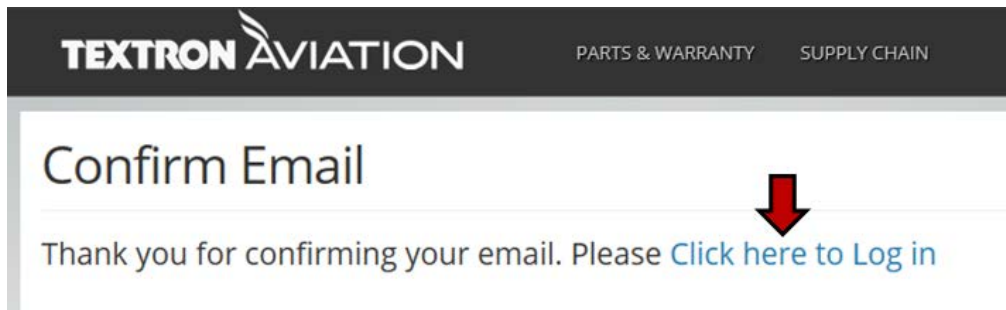 TEXTRON AVIATION PARTS & WARRANTY SUPPLY CHAIN
Confirm Email
Thank you for confirming your email. Please Click here to Log in